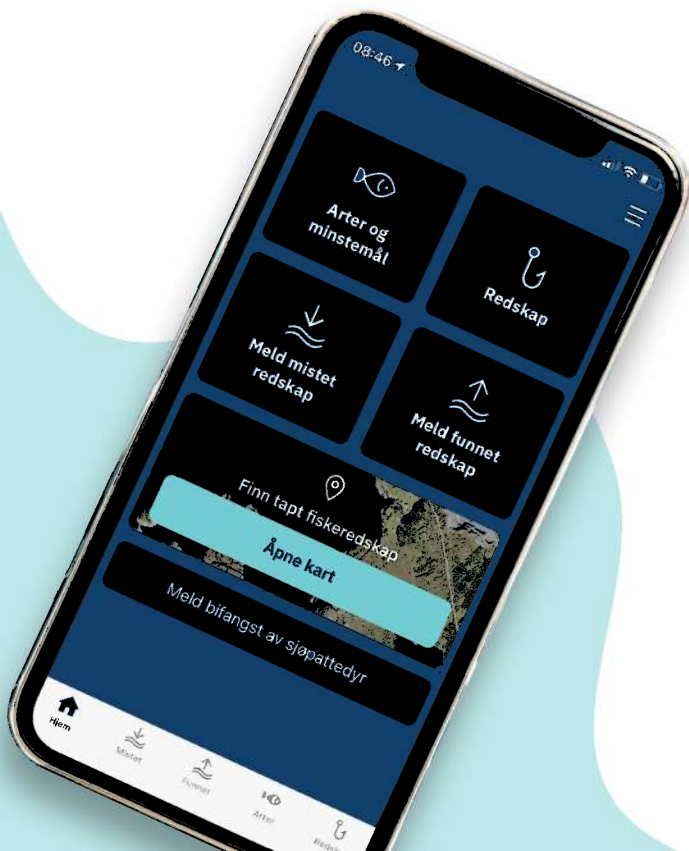 08:46
Arter og
minstemål
Redskap
Meld mistet
redskap
Meld funnet
redskap
Finn tapt fiskeredskap
Åpne kart
Meld bifangst av sjøpattedyr
Hjem
Mistet
Funnet
Arter